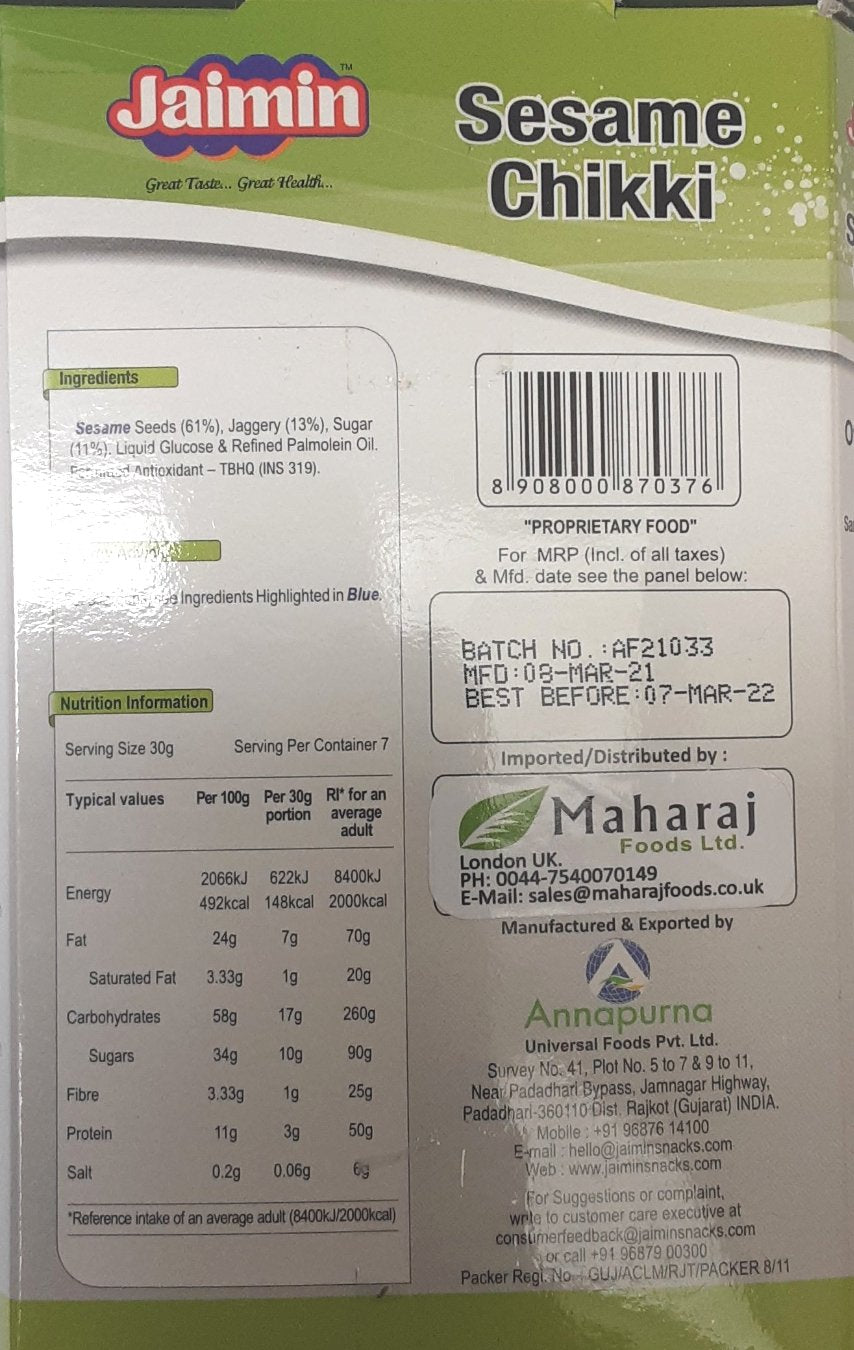 Jaimin™
Great Taste... Great Health...
Sesame
Chikki
Ingredients
Sesame Seeds (61%), Jaggery (13%), Sugar
(11%), Liquid Glucose & Refined Palmolein Oil.
Antioxidant – TBHQ (INS 319).
Ingredients Highlighted in Blue.
Nutrition Information
Serving Size 30g Serving Per Container 7
Typical values Per 100g Per 30g portion RI* for an average adult
Energy 2066kJ 622kJ 8400kJ
492kcal 148kcal 2000kcal
Fat 24g 7g 70g
Saturated Fat 3.33g 1g 20g
Carbohydrates 58g 17g 260g
Sugars 34g 10g 90g
Fibre 3.33g 1g 25g
Protein 11g 3g 50g
Salt 0.2g 0.06g 6g
*Reference intake of an average adult (8400kJ/2000kcal)
8 908000 870376
"PROPRIETARY FOOD"
For MRP (Incl. of all taxes)
& Mfd. date see the panel below:
BATCH NO.:AF21033
MFD:08-MAR-21
BEST BEFORE:07-MAR-22
Imported/Distributed by :
Maharaj
Foods Ltd.
London UK.
PH: 0044-7540070149
E-Mail: sales@maharajfoods.co.uk
Manufactured & Exported by
Annapurna
Universal Foods Pvt. Ltd.
Survey No. 41, Plot No. 5 to 7 & 9 to 11,
Near Padadhari Bypass, Jamnagar Highway,
Padadhari-360110 Dist. Rajkot (Gujarat) INDIA.
Mobile : +91 96876 14100
E-mail : hello@jaiminsnacks.com
Web : www.jaiminsnacks.com
For Suggestions or complaint,
write to customer care executive at
consumerfeedback@jaiminsnacks.com
or call +91 96879 00300
Packer Regi. No. : GUJ/ACLM/RJT/PACKER 8/11